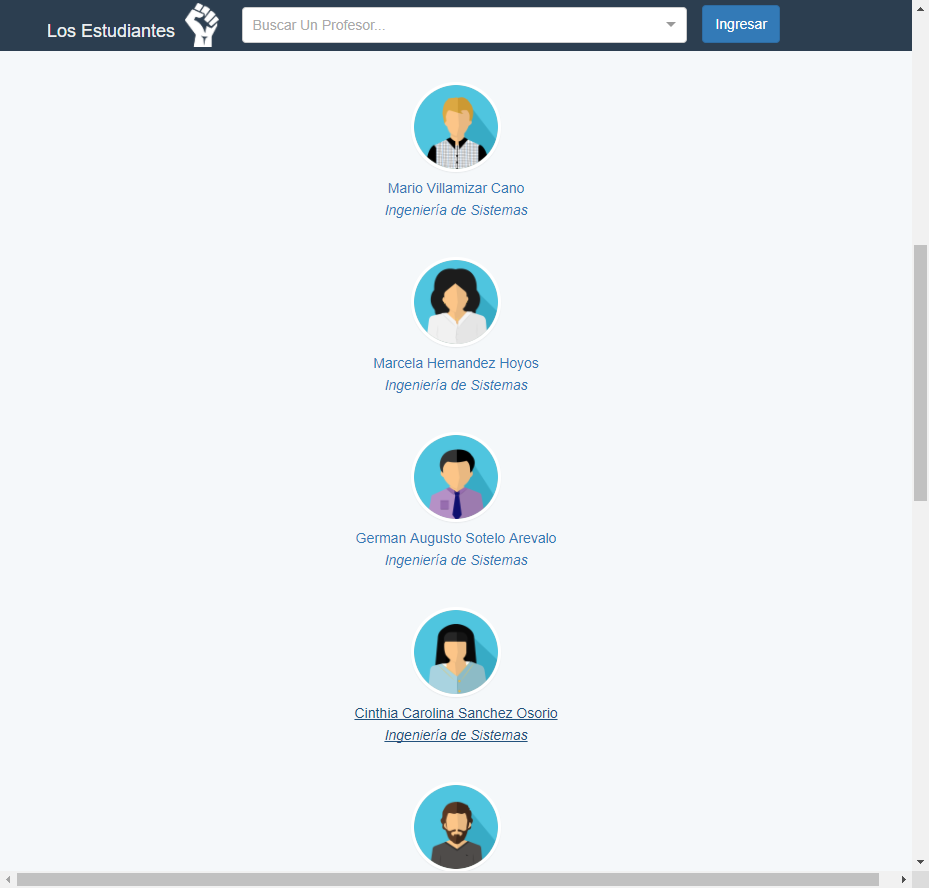 Los Estudiantes
Buscar Un Profesor...
Ingresar
Mario Villamizar Cano
Ingeniería de Sistemas
Marcela Hernandez Hoyos
Ingeniería de Sistemas
German Augusto Sotelo Arevalo
Ingeniería de Sistemas
Cinthia Carolina Sanchez Osorio
Ingeniería de Sistemas